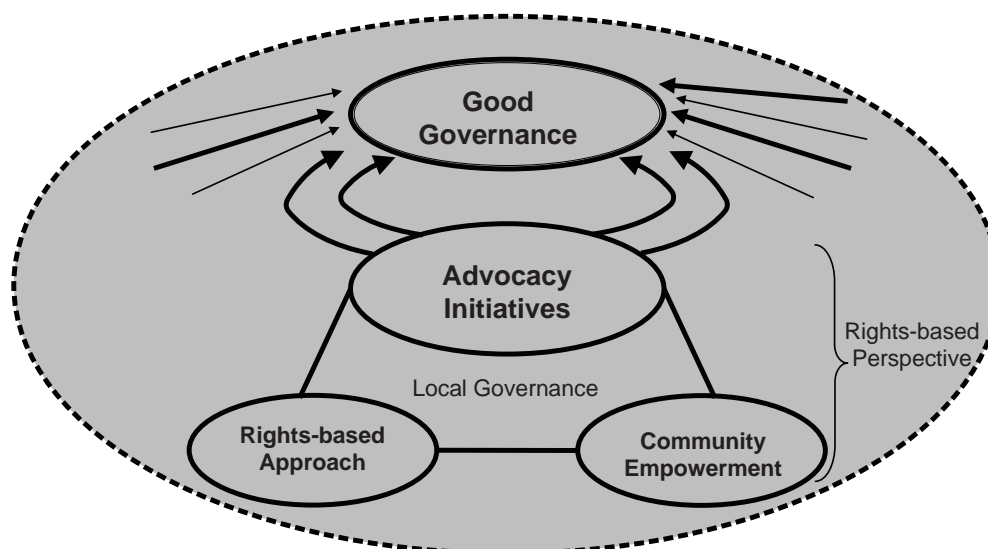 Good
Governance
Advocacy
Initiatives
Rights-based
Perspective
Local Governance
Rights-based
Approach
Community
Empowerment